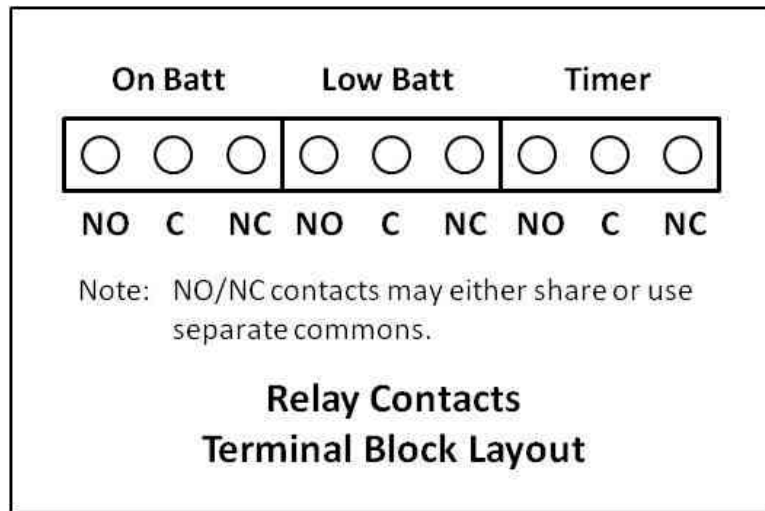 On Batt Low Batt Timer
NO C NC NO C NC NO C NC
Note: NO/NC contacts may either share or use
separate commons.
Relay Contacts
Terminal Block Layout